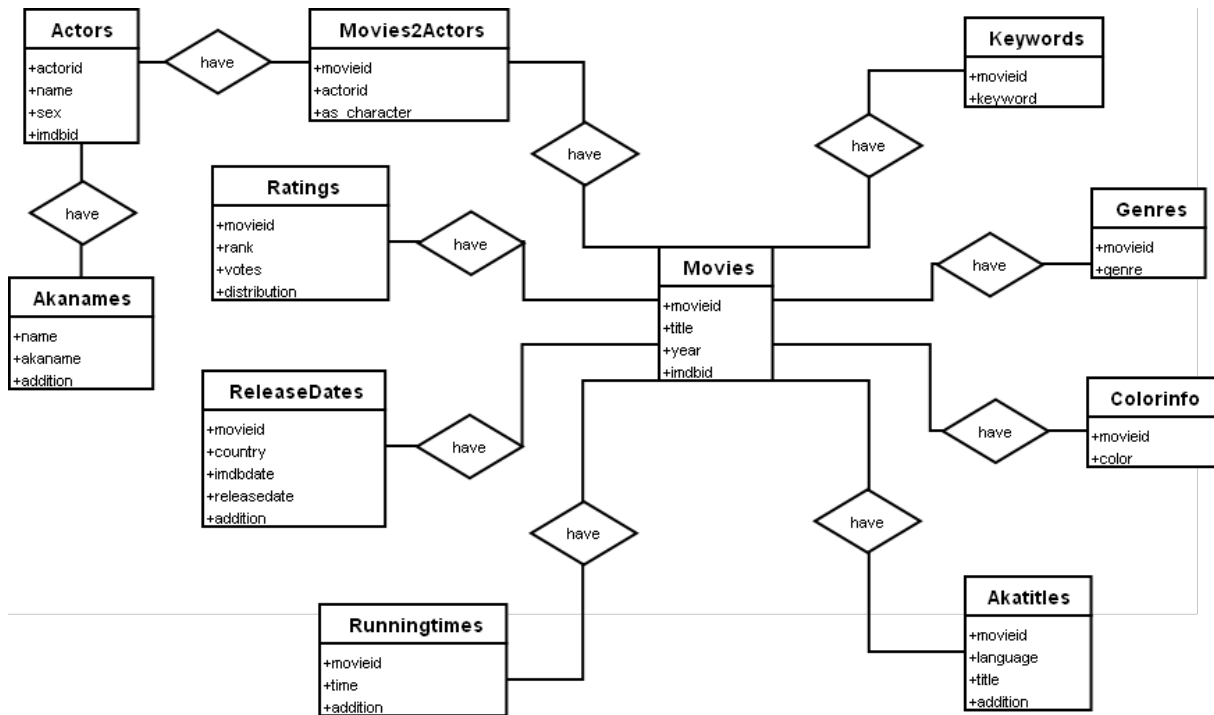 Actors
+actorid
+name
+sex
+imdbid
have
Movies2Actors
+movieid
+actorid
+as_character
have
Keywords
+movieid
+keyword
have
have
Akanames
+name
+akaname
+addition
Ratings
+movieid
+rank
+votes
+distribution
have
Movies
+movieid
+title
+year
+imdbid
have
Genres
+movieid
+genre
ReleaseDates
+movieid
+country
+imdbdate
+releasedate
+addition
have
have
Colorinfo
+movieid
+color
have
Runningtimes
+movieid
+time
+addition
have
Akatitles
+movieid
+language
+title
+addition